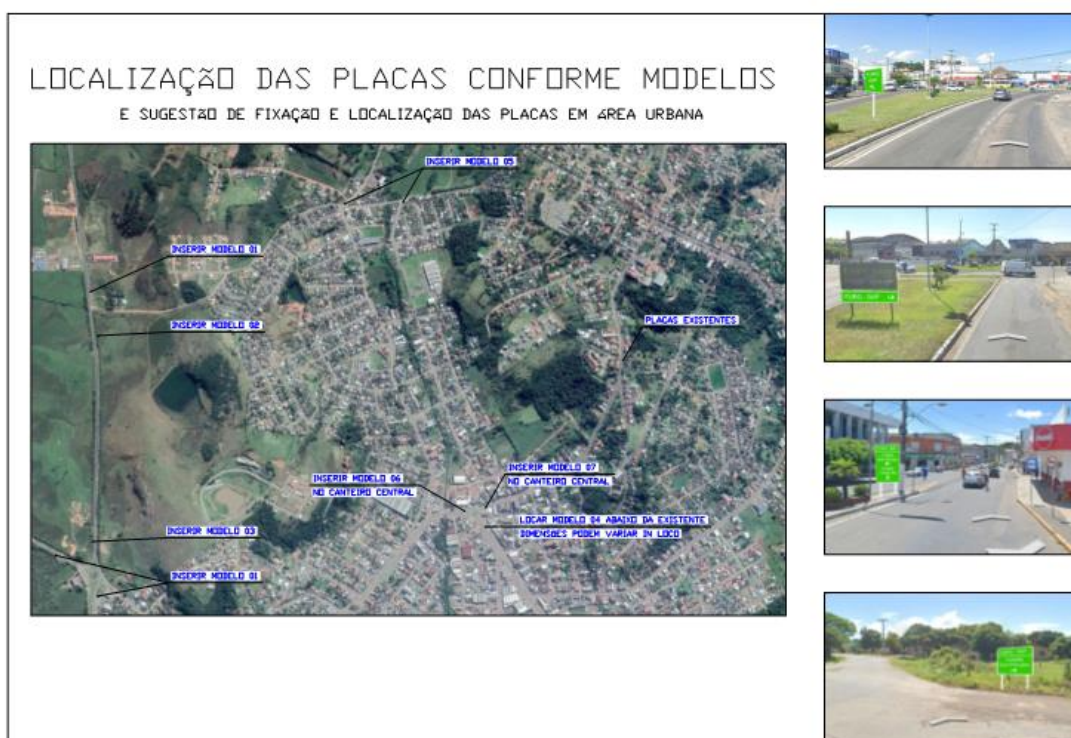 LOCALIZAÇÃO DAS PLACAS CONFORME MODELOS
E SUGESTÃO DE FIXAÇÃO E LOCALIZAÇÃO DAS PLACAS EM ÁREA URBANA
INSERIR MODELO 05
INSERIR MODELO 01
INSERIR MODELO 02
PLACAS EXISTENTES
INSERIR MODELO 06
NO CANTEIRO CENTRAL
INSERIR MODELO 07
NO CANTEIRO CENTRAL
LOCAR MODELO 04 ABAIXO DA EXISTENTE
DIMENSÕES PODEM VARIAR IN LOCO
INSERIR MODELO 03
INSERIR MODELO 01